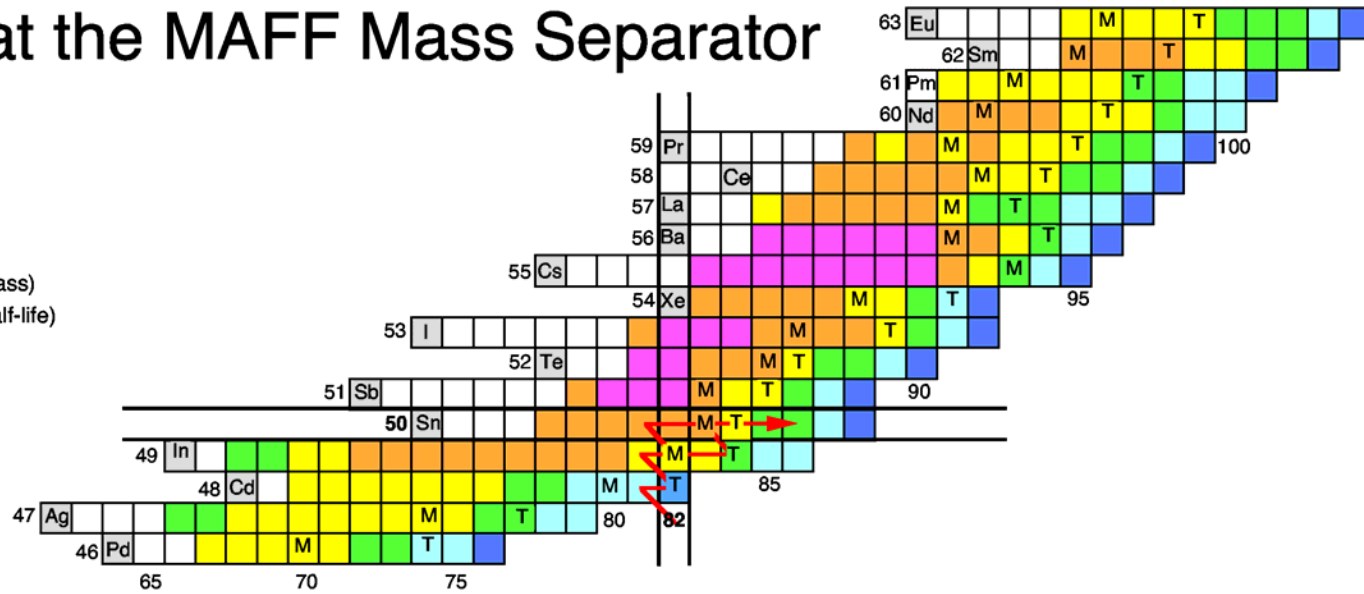 at the MAFF Mass Separator
63 Eu M T
62 Sm M T
61 Pm M T
60 Nd M T
59 Pr M T 100
58 Ce M T
57 La M T
56 Ba M T
55 Cs M
ass)
54 Xe M T 95
lf-life)
53 I M T
52 Te M T
51 Sb M T 90
50 Sn M T
49 In M T
48 Cd M T 85
47 Ag M T 80 82
46 Pd M T
65 70 75